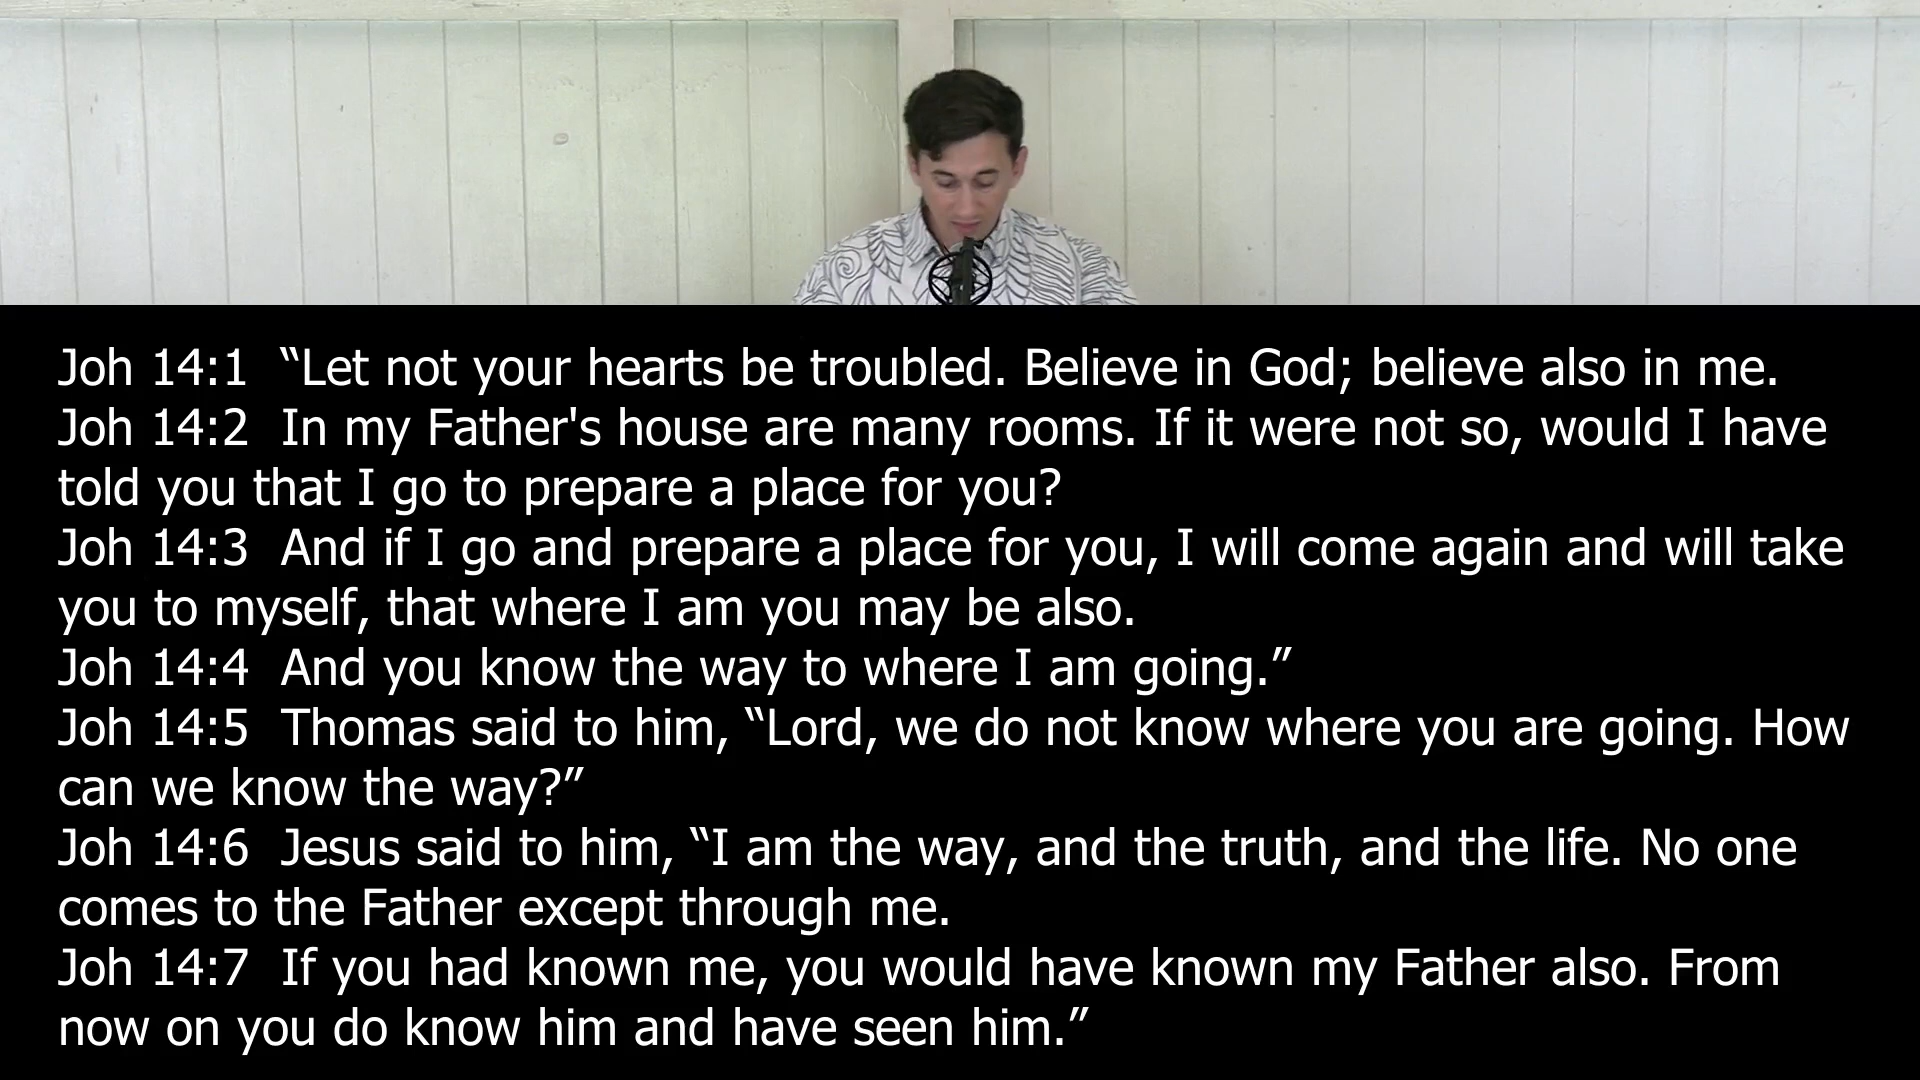 Joh 14:1  “Let not your hearts be troubled. Believe in God; believe also in me.
Joh 14:2  In my Father's house are many rooms. If it were not so, would I have
told you that I go to prepare a place for you?
Joh 14:3  And if I go and prepare a place for you, I will come again and will take
you to myself, that where I am you may be also.
Joh 14:4  And you know the way to where I am going.”
Joh 14:5  Thomas said to him, “Lord, we do not know where you are going. How
can we know the way?”
Joh 14:6  Jesus said to him, “I am the way, and the truth, and the life. No one
comes to the Father except through me.
Joh 14:7  If you had known me, you would have known my Father also. From
now on you do know him and have seen him.”